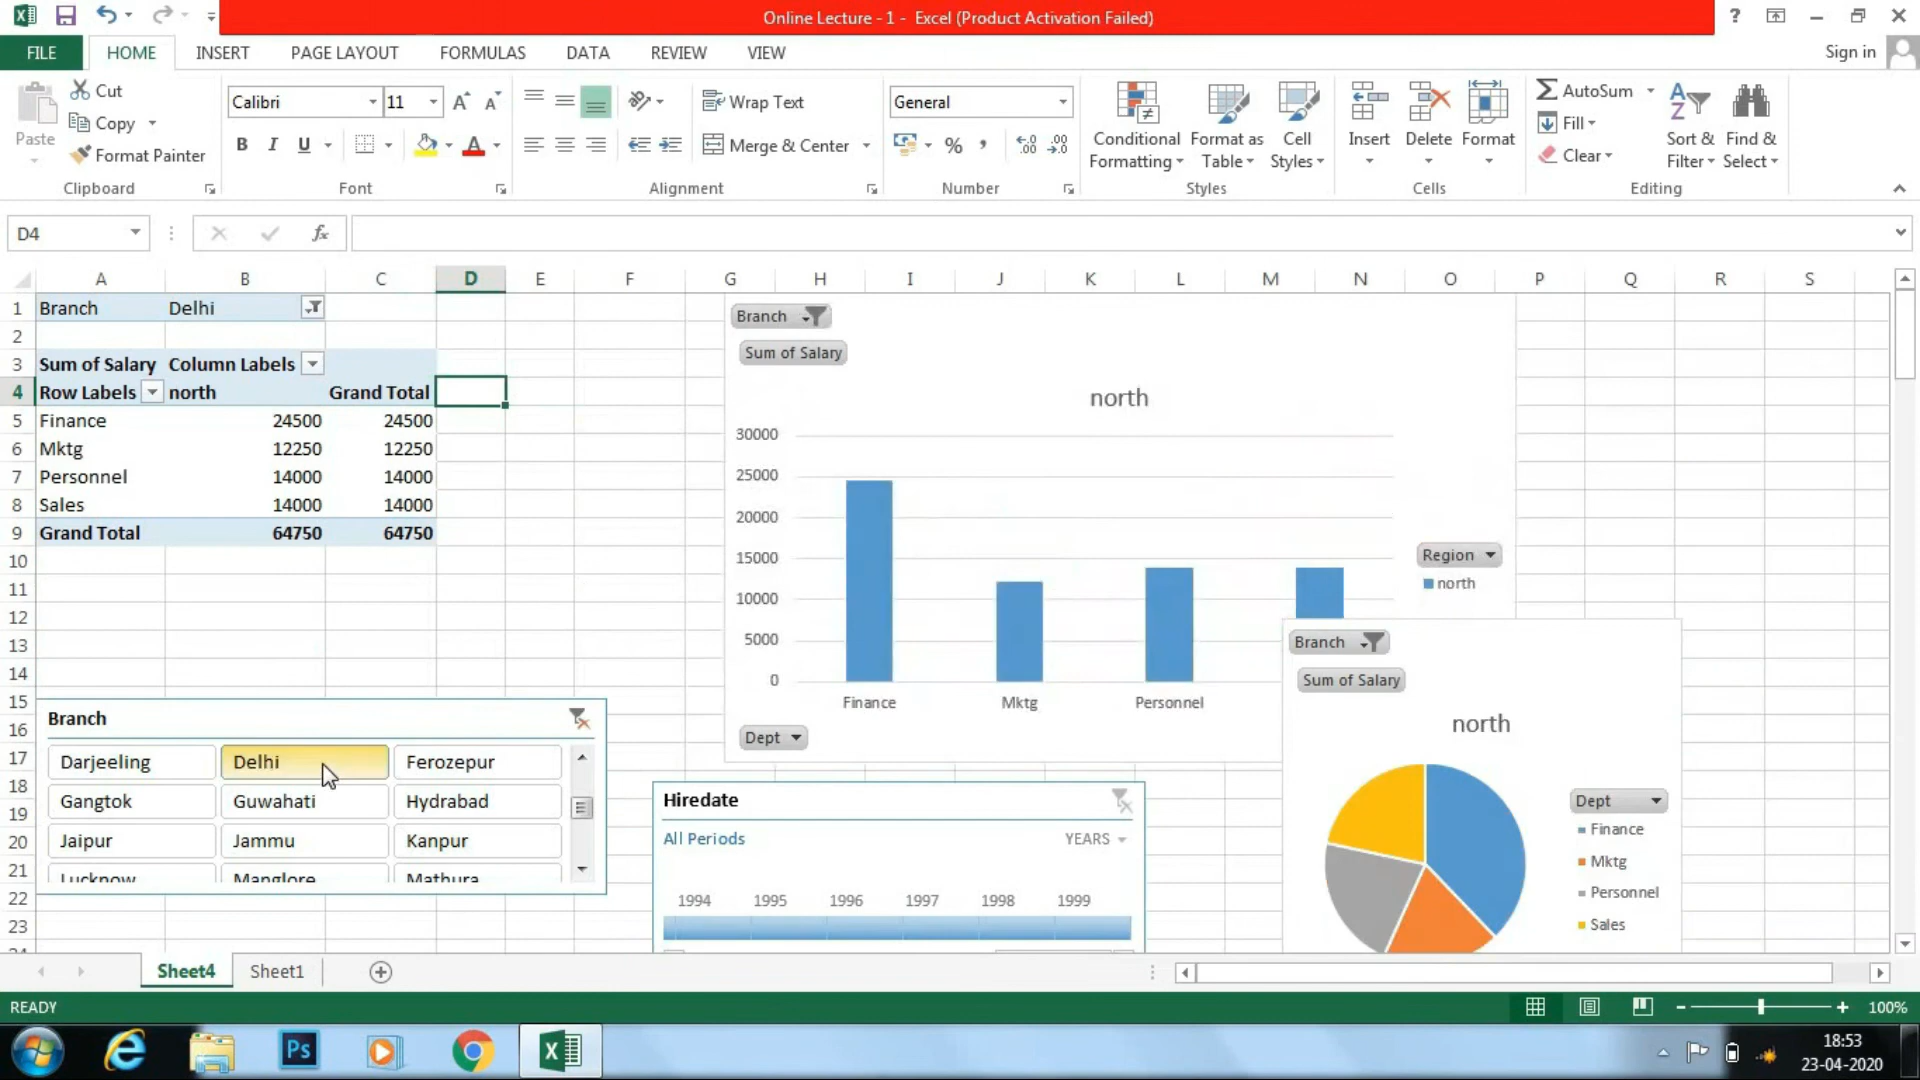 Online Lecture - 1 - Excel (Product Activation Failed)
FILE HOME INSERT PAGE LAYOUT FORMULAS DATA REVIEW VIEW Sign in
Paste
Cut
Copy
Format Painter
Clipboard
Calibri 11
B I U A
Font
Wrap Text
Merge & Center
Alignment
General
%
Number
Conditional Formatting
Format as Table
Cell Styles
Styles
Insert
Delete
Format
Cells
AutoSum
Fill
Clear
Sort & Filter
Find & Select
Editing
D4
fx
A B C D E F G H I J K L M N O P Q R S
1 Branch Delhi
2
3 Sum of Salary Column Labels
4 Row Labels north Grand Total
5 Finance 24500 24500
6 Mktg 12250 12250
7 Personnel 14000 14000
8 Sales 14000 14000
9 Grand Total 64750 64750
10
11
12
13
14
15
16
17
18
19
20
21
22
23
Branch
Sum of Salary
north
30000
25000
20000
15000
10000
5000
0
Finance Mktg Personnel
Dept
Region
north
Branch
Darjeeling Delhi Ferozepur
Gangtok Guwahati Hydrabad
Jaipur Jammu Kanpur
Lucknow Manglore Mathura
Hiredate
All Periods YEARS
1994 1995 1996 1997 1998 1999
Branch
Sum of Salary
north
Dept
Finance
Mktg
Personnel
Sales
Sheet4 Sheet1
READY 100%
Ps
18:53
23-04-2020